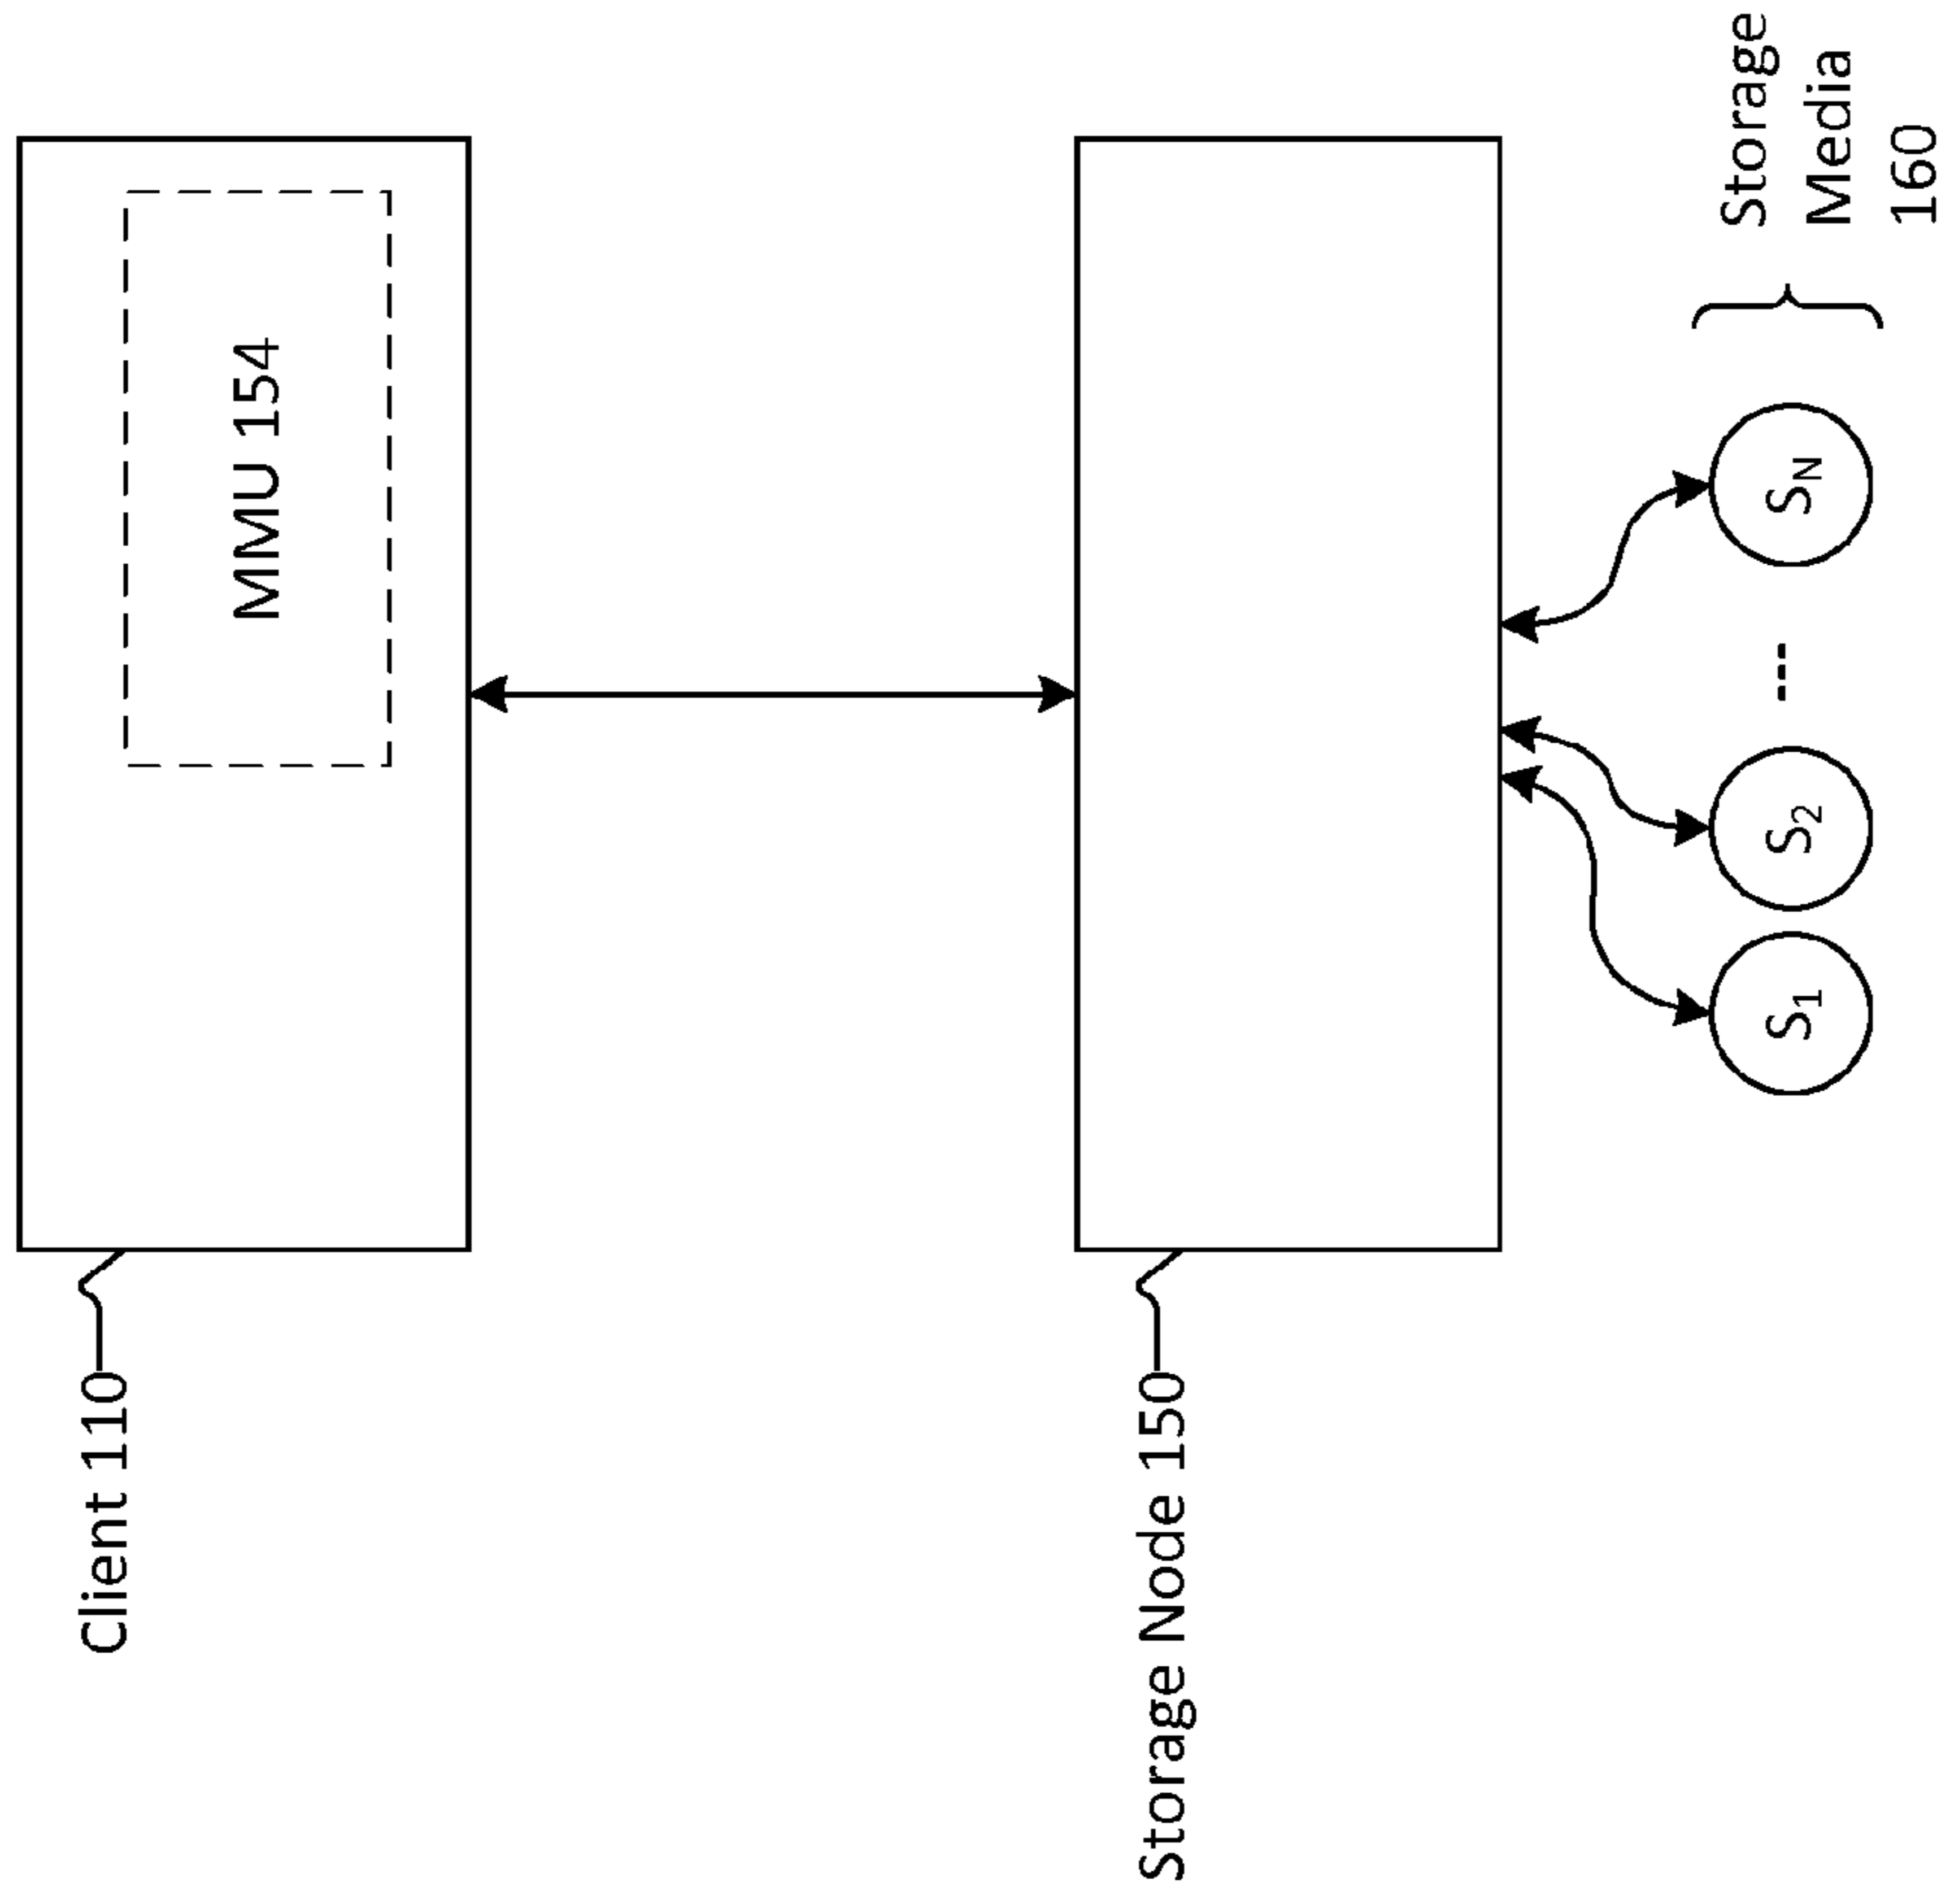 Client 110
MMU 154
Storage Node 150
S1
S2
SN
Storage
Media
160